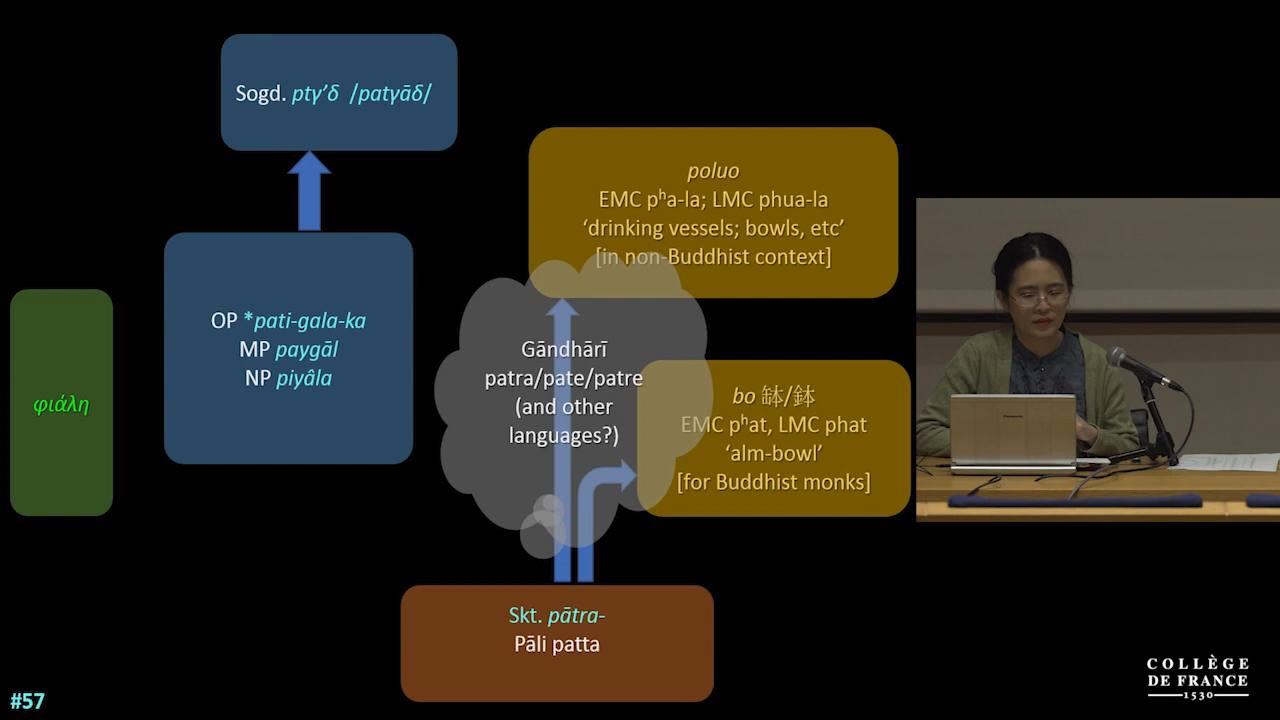 Sogd. ptγ’δ /patγāδ/
poluo
EMC pʰa-la; LMC phua-la
‘drinking vessels; bowls, etc’
[in non-Buddhist context]
OP *pati-gala-ka
MP paygāl
NP piyâla
φιάλη
Gāndhārī
patra/pate/patre
(and other
languages?)
bo 缽/鉢
EMC pʰat, LMC phat
‘alm-bowl’
[for Buddhist monks]
Skt. pātra-
Pāli patta
#57
COLLÈGE
DE FRANCE
1530